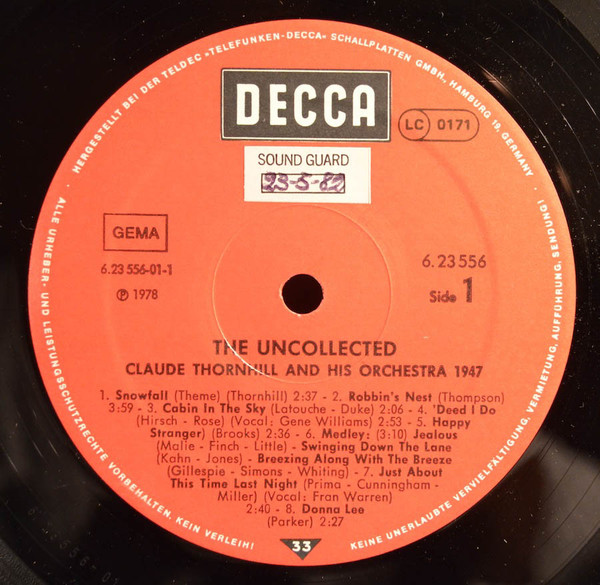 HERGESTELLT BEI DER TELDEC »TELEFUNKEN-DECCA« SCHALLPLATTEN GMBH, HAMBURG 19, GERMANY
DECCA
LC 0171
SOUND GUARD
23-5-82
GEMA
6.23 556-01-1
℗ 1978
6.23 556
Side 1
THE UNCOLLECTED
CLAUDE THORNHILL AND HIS ORCHESTRA 1947
1. Snowfall (Theme) (Thornhill) 2:37 - 2. Robbin's Nest (Thompson)
3:59 - 3. Cabin In The Sky (Latouche - Duke) 2:06 - 4. 'Deed I Do
(Hirsch - Rose) (Vocal: Gene Williams) 2:53 - 5. Happy
Stranger) (Brooks) 2:36 - 6. Medley: (3:10) Jealous
(Malie - Finch - Little) - Swinging Down The Lane
(Kahn - Jones) - Breezing Along With The Breeze
(Gillespie - Simons - Whiting) - 7. Just About
This Time Last Night (Prima - Cunningham -
Miller) (Vocal: Fran Warren)
2:40 - 8. Donna Lee
(Parker) 2:27
33
ALLE URHEBER- UND LEISTUNGSSCHUTZRECHTE VORBEHALTEN. KEIN VERLEIH!
KEINE UNERLAUBTE VERVIELFÄLTIGUNG, VERMIETUNG, AUFFÜHRUNG, SENDUNG!